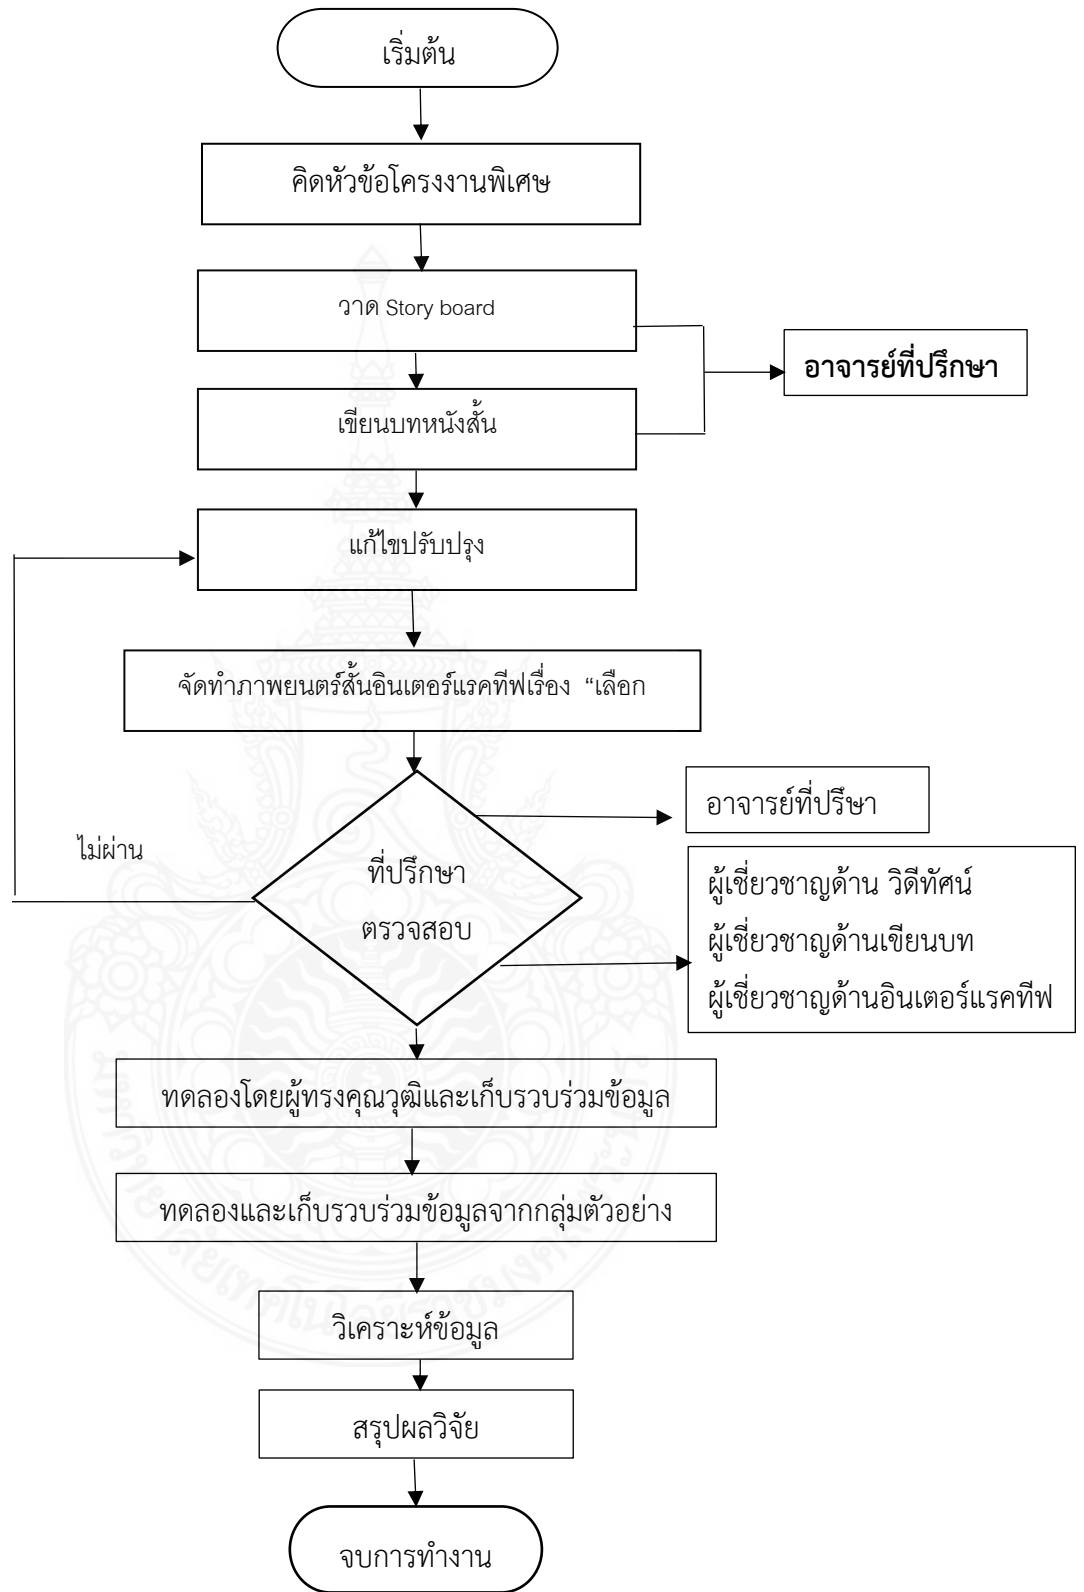 เริ่มต้น
คิดหัวข้อโครงงานพิเศษ
วาด Story board
อาจารย์ที่ปรึกษา
เขียนบทหนังสั้น
แก้ไขปรับปรุง
จัดทำภาพยนตร์สั้นอินเตอร์แรคทีฟเรื่อง “เลือก
อาจารย์ที่ปรึษา
ไม่ผ่าน
ที่ปรึกษา
ตรวจสอบ
ผู้เชี่ยวชาญด้าน วิดีทัศน์
ผู้เชี่ยวชาญด้านเขียนบท
ผู้เชี่ยวชาญด้านอินเตอร์แรคทีฟ
ทดลองโดยผู้ทรงคุณวุฒิและเก็บรวบร่วมข้อมูล
ทดลองและเก็บรวบร่วมข้อมูลจากกลุ่มตัวอย่าง
วิเคราะห์ข้อมูล
สรุปผลวิจัย
จบการทำงาน